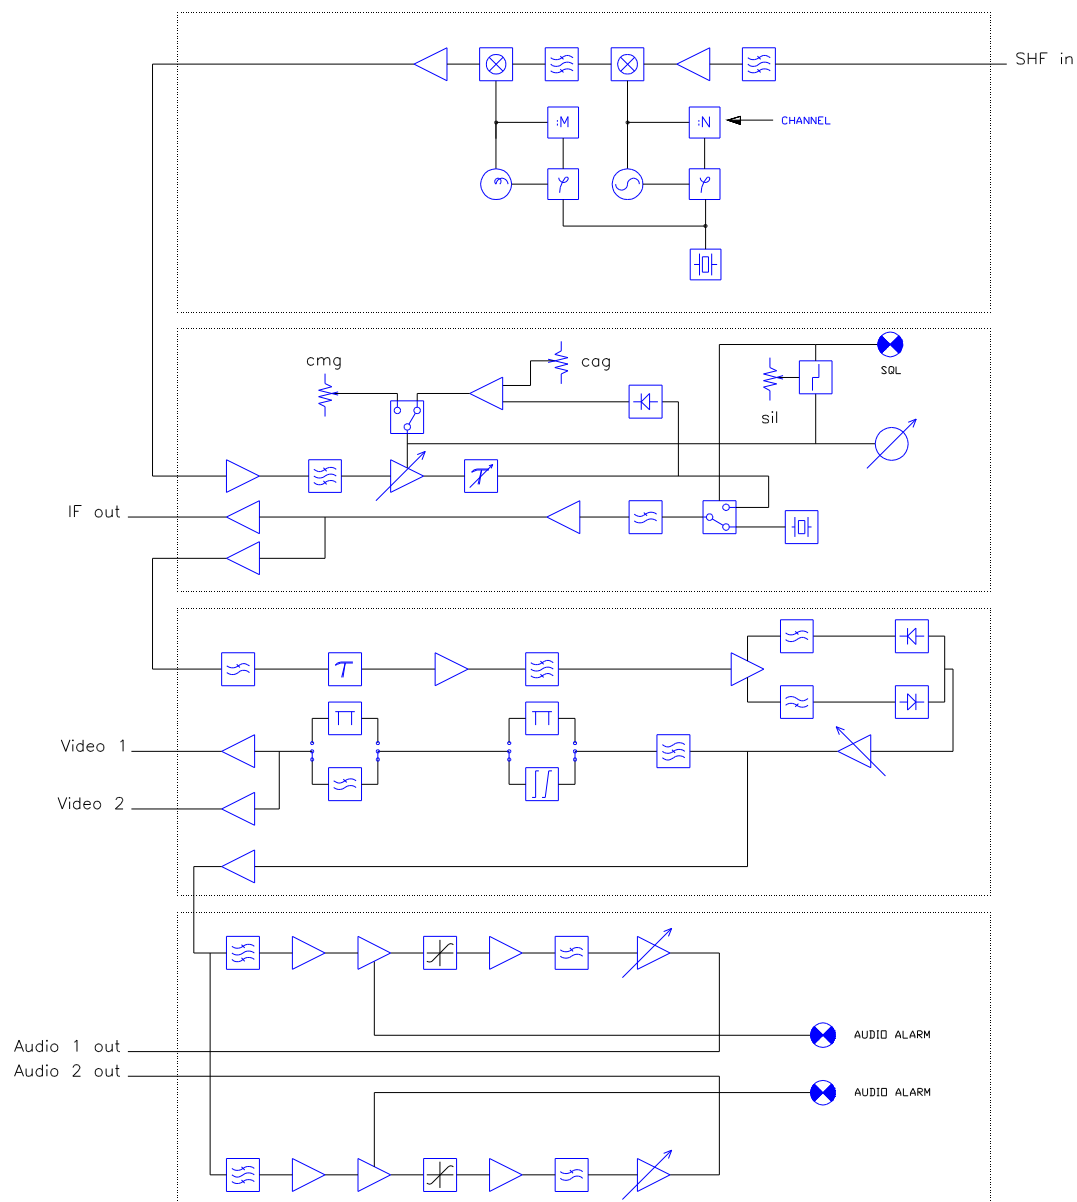 SHF in
:M
:N
CHANNEL
cmg
cag
SQL
sil
IF out
Video 1
Video 2
AUDIO ALARM
Audio 1 out
Audio 2 out
AUDIO ALARM